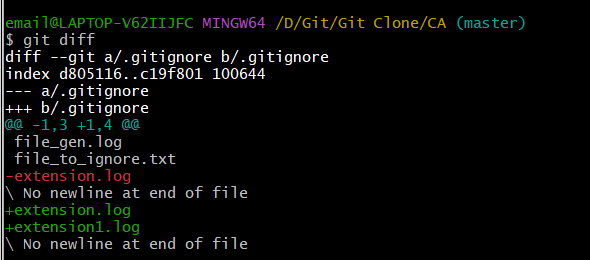 email@LAPTOP-V62IIJFC MINGW64 /D/Git/Git Clone/CA (master)
$ git diff
diff --git a/.gitignore b/.gitignore
index d805116..c19f801 100644
--- a/.gitignore
+++ b/.gitignore
@@ -1,3 +1,4 @@
 file_gen.log
 file_to_ignore.txt
-extension.log
\ No newline at end of file
+extension.log
+extension1.log
\ No newline at end of file